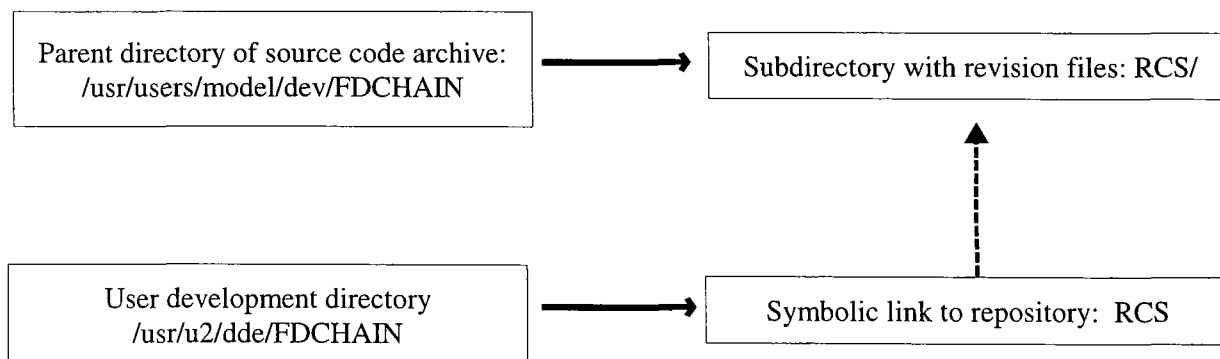 Parent directory of source code archive:
/usr/users/model/dev/FDCHAIN
Subdirectory with revision files: RCS/
User development directory
/usr/u2/dde/FDCHAIN
Symbolic link to repository: RCS